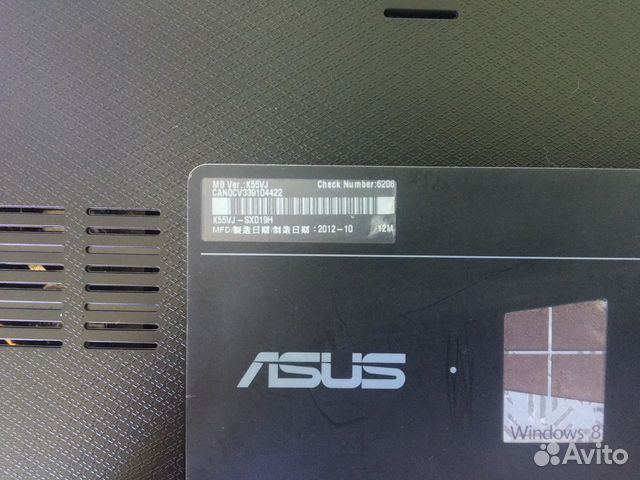 MB Ver.:K55VJ Check Number:6206
CAN0CV339104422
K55VJ-SX019H
MFD/製造日期/制造日期:2012-10 12M
ASUS
Windows 8
Avito